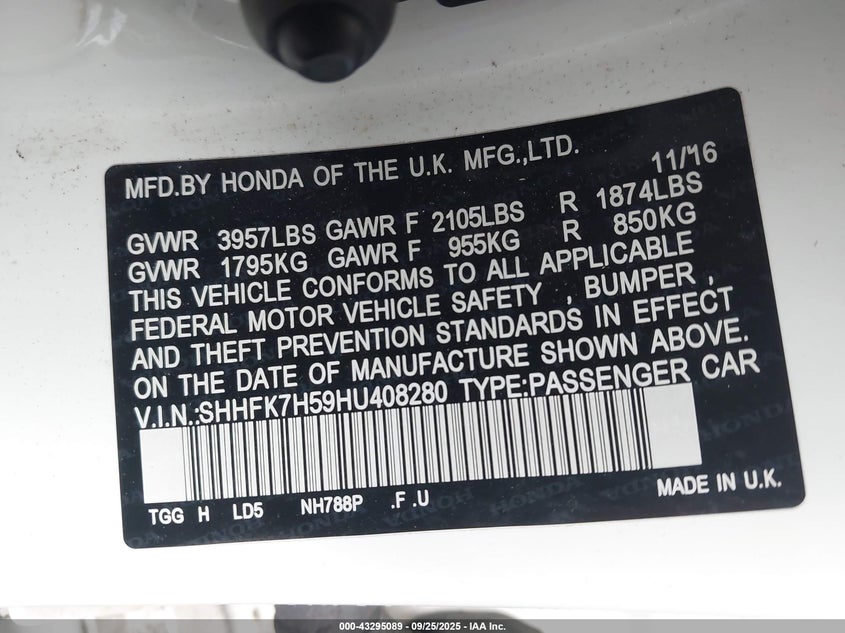 MFD.BY HONDA OF THE U.K. MFG.,LTD. 11/16
GVWR 3957LBS GAWR F 2105LBS R 1874LBS
GVWR 1795KG GAWR F 955KG R 850KG
THIS VEHICLE CONFORMS TO ALL APPLICABLE
FEDERAL MOTOR VEHICLE SAFETY , BUMPER ,
AND THEFT PREVENTION STANDARDS IN EFFECT
ON THE DATE OF MANUFACTURE SHOWN ABOVE.
V.I.N.:SHHFK7H59HU408280 TYPE:PASSENGER CAR
TGG H LD5 NH788P .F .U MADE IN U.K.
000-43295089 - 09/25/2025 - IAA Inc.